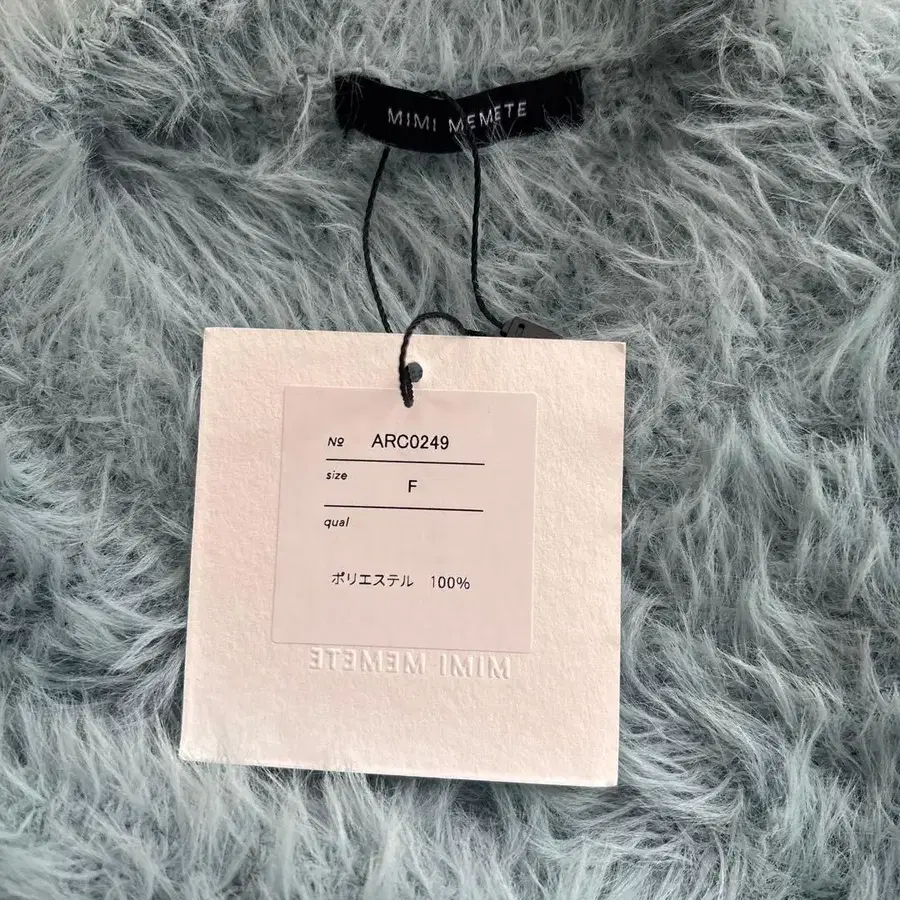 MIMI MEMETE
№ ARC0249
size F
qual
ポリエステル 100%
MIMI MEMETE